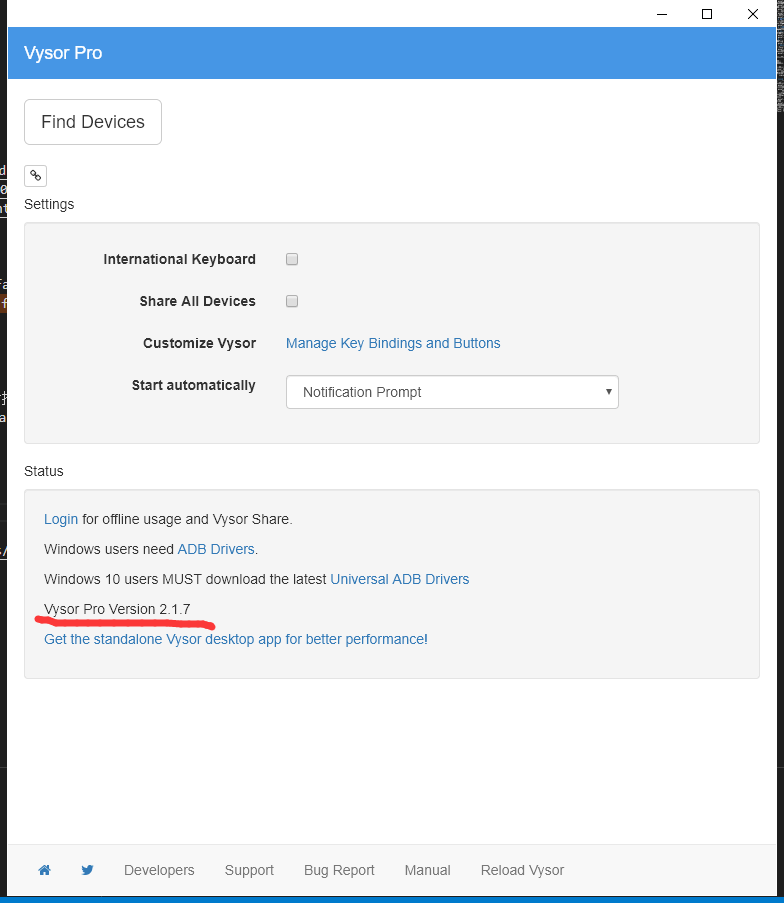 Vysor Pro
Find Devices
Settings
International Keyboard
Share All Devices
Customize Vysor Manage Key Bindings and Buttons
Start automatically Notification Prompt
Status
Login for offline usage and Vysor Share.
Windows users need ADB Drivers.
Windows 10 users MUST download the latest Universal ADB Drivers
Vysor Pro Version 2.1.7
Get the standalone Vysor desktop app for better performance!
Developers Support Bug Report Manual Reload Vysor